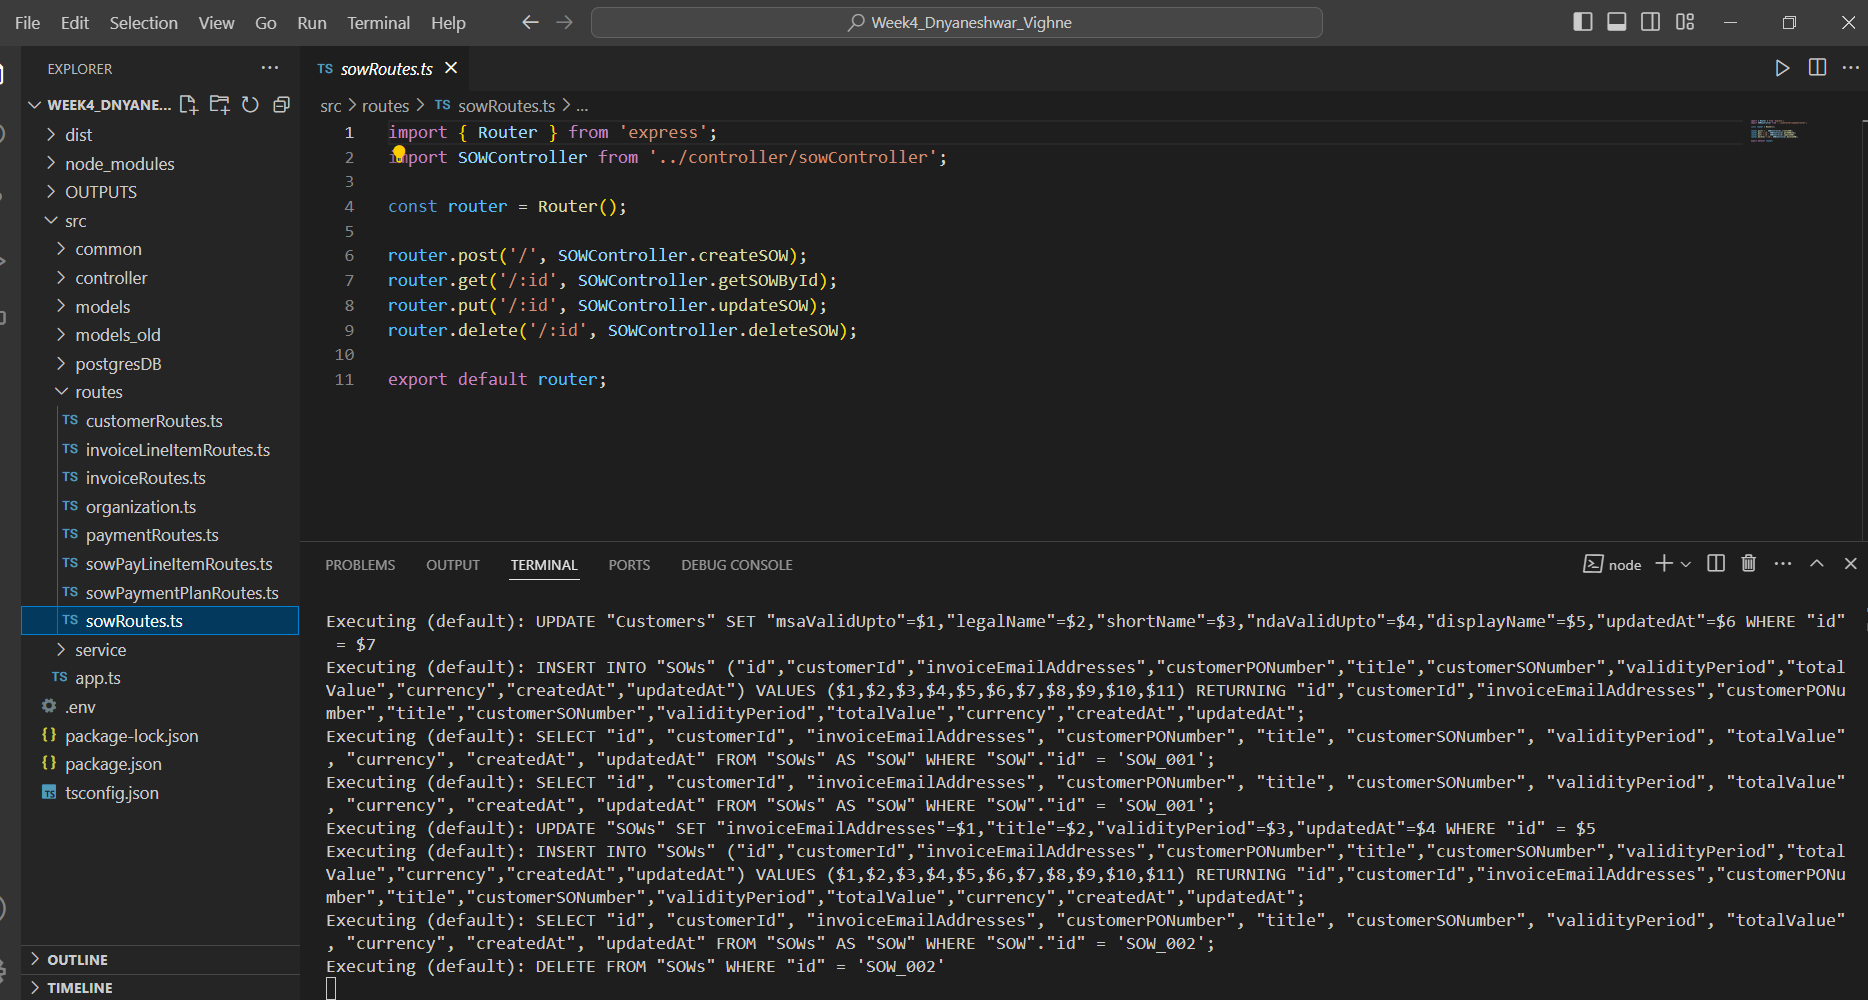 File Edit Selection View Go Run Terminal Help
Week4_Dnyaneshwar_Vighne
EXPLORER
WEEK4_DNYANE...
dist
node_modules
OUTPUTS
src
common
controller
models
models_old
postgresDB
routes
TS customerRoutes.ts
TS invoiceLineItemRoutes.ts
TS invoiceRoutes.ts
TS organization.ts
TS paymentRoutes.ts
TS sowPayLineItemRoutes.ts
TS sowPaymentPlanRoutes.ts
TS sowRoutes.ts
service
TS app.ts
.env
{} package-lock.json
{} package.json
TS tsconfig.json
OUTLINE
TIMELINE
TS sowRoutes.ts
src > routes > TS sowRoutes.ts > ...
1 import { Router } from 'express';
2 import SOWController from '../controller/sowController';
3
4 const router = Router();
5
6 router.post('/', SOWController.createSOW);
7 router.get('/:id', SOWController.getSOWById);
8 router.put('/:id', SOWController.updateSOW);
9 router.delete('/:id', SOWController.deleteSOW);
10
11 export default router;
PROBLEMS OUTPUT TERMINAL PORTS DEBUG CONSOLE
node
Executing (default): UPDATE "Customers" SET "msaValidUpto"=$1,"legalName"=$2,"shortName"=$3,"ndaValidUpto"=$4,"displayName"=$5,"updatedAt"=$6 WHERE "id"
= $7
Executing (default): INSERT INTO "SOWs" ("id","customerId","invoiceEmailAddresses","customerPONumber","title","customerSONumber","validityPeriod","total
Value","currency","createdAt","updatedAt") VALUES ($1,$2,$3,$4,$5,$6,$7,$8,$9,$10,$11) RETURNING "id","customerId","invoiceEmailAddresses","customerPONu
mber","title","customerSONumber","validityPeriod","totalValue","currency","createdAt","updatedAt";
Executing (default): SELECT "id", "customerId", "invoiceEmailAddresses", "customerPONumber", "title", "customerSONumber", "validityPeriod", "totalValue"
, "currency", "createdAt", "updatedAt" FROM "SOWs" AS "SOW" WHERE "SOW"."id" = 'SOW_001';
Executing (default): SELECT "id", "customerId", "invoiceEmailAddresses", "customerPONumber", "title", "customerSONumber", "validityPeriod", "totalValue"
, "currency", "createdAt", "updatedAt" FROM "SOWs" AS "SOW" WHERE "SOW"."id" = 'SOW_001';
Executing (default): UPDATE "SOWs" SET "invoiceEmailAddresses"=$1,"title"=$2,"validityPeriod"=$3,"updatedAt"=$4 WHERE "id" = $5
Executing (default): INSERT INTO "SOWs" ("id","customerId","invoiceEmailAddresses","customerPONumber","title","customerSONumber","validityPeriod","total
Value","currency","createdAt","updatedAt") VALUES ($1,$2,$3,$4,$5,$6,$7,$8,$9,$10,$11) RETURNING "id","customerId","invoiceEmailAddresses","customerPONu
mber","title","customerSONumber","validityPeriod","totalValue","currency","createdAt","updatedAt";
Executing (default): SELECT "id", "customerId", "invoiceEmailAddresses", "customerPONumber", "title", "customerSONumber", "validityPeriod", "totalValue"
, "currency", "createdAt", "updatedAt" FROM "SOWs" AS "SOW" WHERE "SOW"."id" = 'SOW_002';
Executing (default): DELETE FROM "SOWs" WHERE "id" = 'SOW_002'